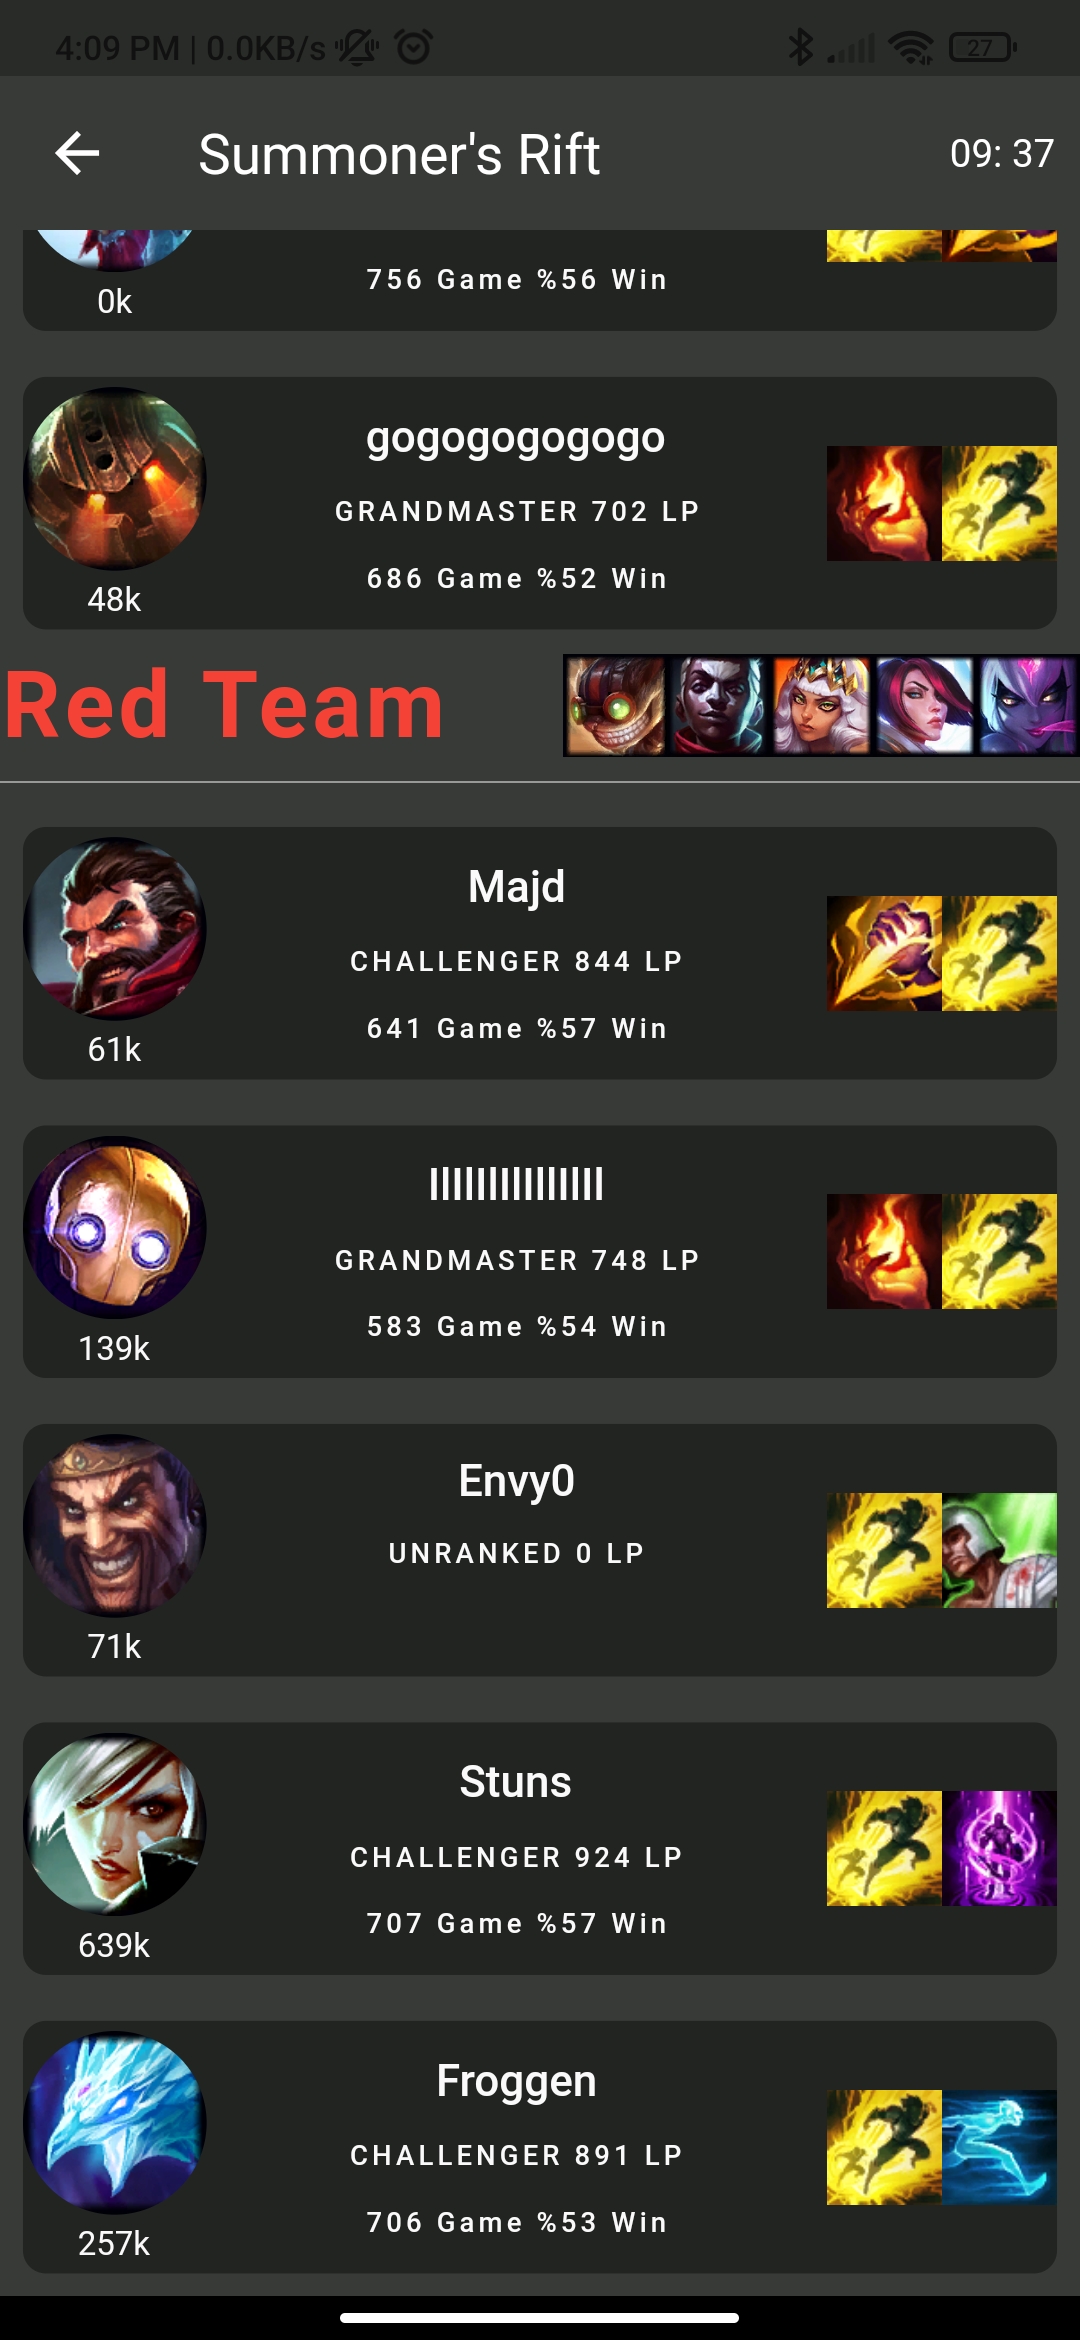 4:09 PM | 0.0KB/s
27
Summoner's Rift
09: 37
756 Game %56 Win
0k
gogogogogogo
GRANDMASTER 702 LP
686 Game %52 Win
48k
Red Team
Majd
CHALLENGER 844 LP
641 Game %57 Win
61k
GRANDMASTER 748 LP
583 Game %54 Win
139k
Envy0
UNRANKED 0 LP
71k
Stuns
CHALLENGER 924 LP
707 Game %57 Win
639k
Froggen
CHALLENGER 891 LP
706 Game %53 Win
257k